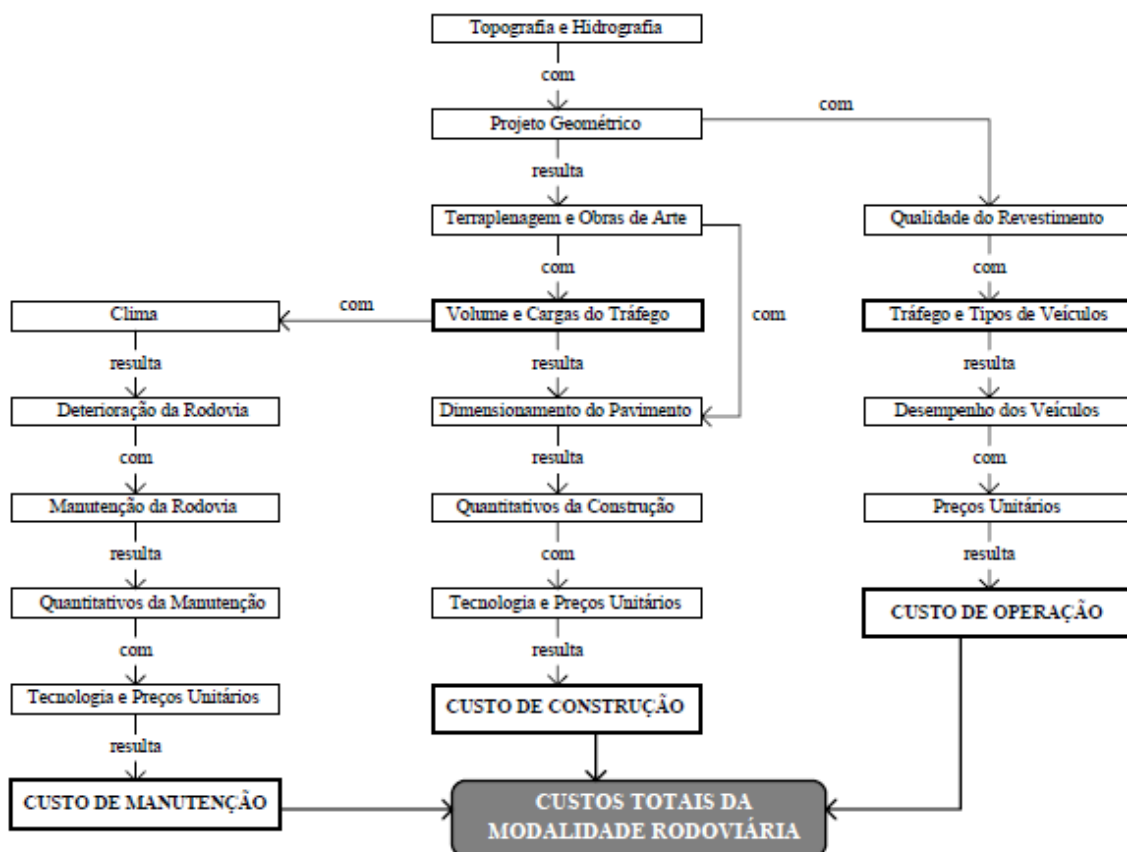 Topografia e Hidrografia
com
com
Projeto Geométrico
resulta
Terraplenagem e Obras de Arte
Qualidade do Revestimento
com
com
com
Clima
com
Volume e Cargas do Tráfego
Tráfego e Tipos de Veículos
resulta
resulta
resulta
Deterioração da Rodovia
Dimensionamento do Pavimento
Desempenho dos Veículos
com
resulta
com
Manutenção da Rodovia
Quantitativos da Construção
Preços Unitários
resulta
com
resulta
Quantitativos da Manutenção
Tecnologia e Preços Unitários
CUSTO DE OPERAÇÃO
com
resulta
Tecnologia e Preços Unitários
CUSTO DE CONSTRUÇÃO
resulta
CUSTO DE MANUTENÇÃO
CUSTOS TOTAIS DA
MODALIDADE RODOVIÁRIA